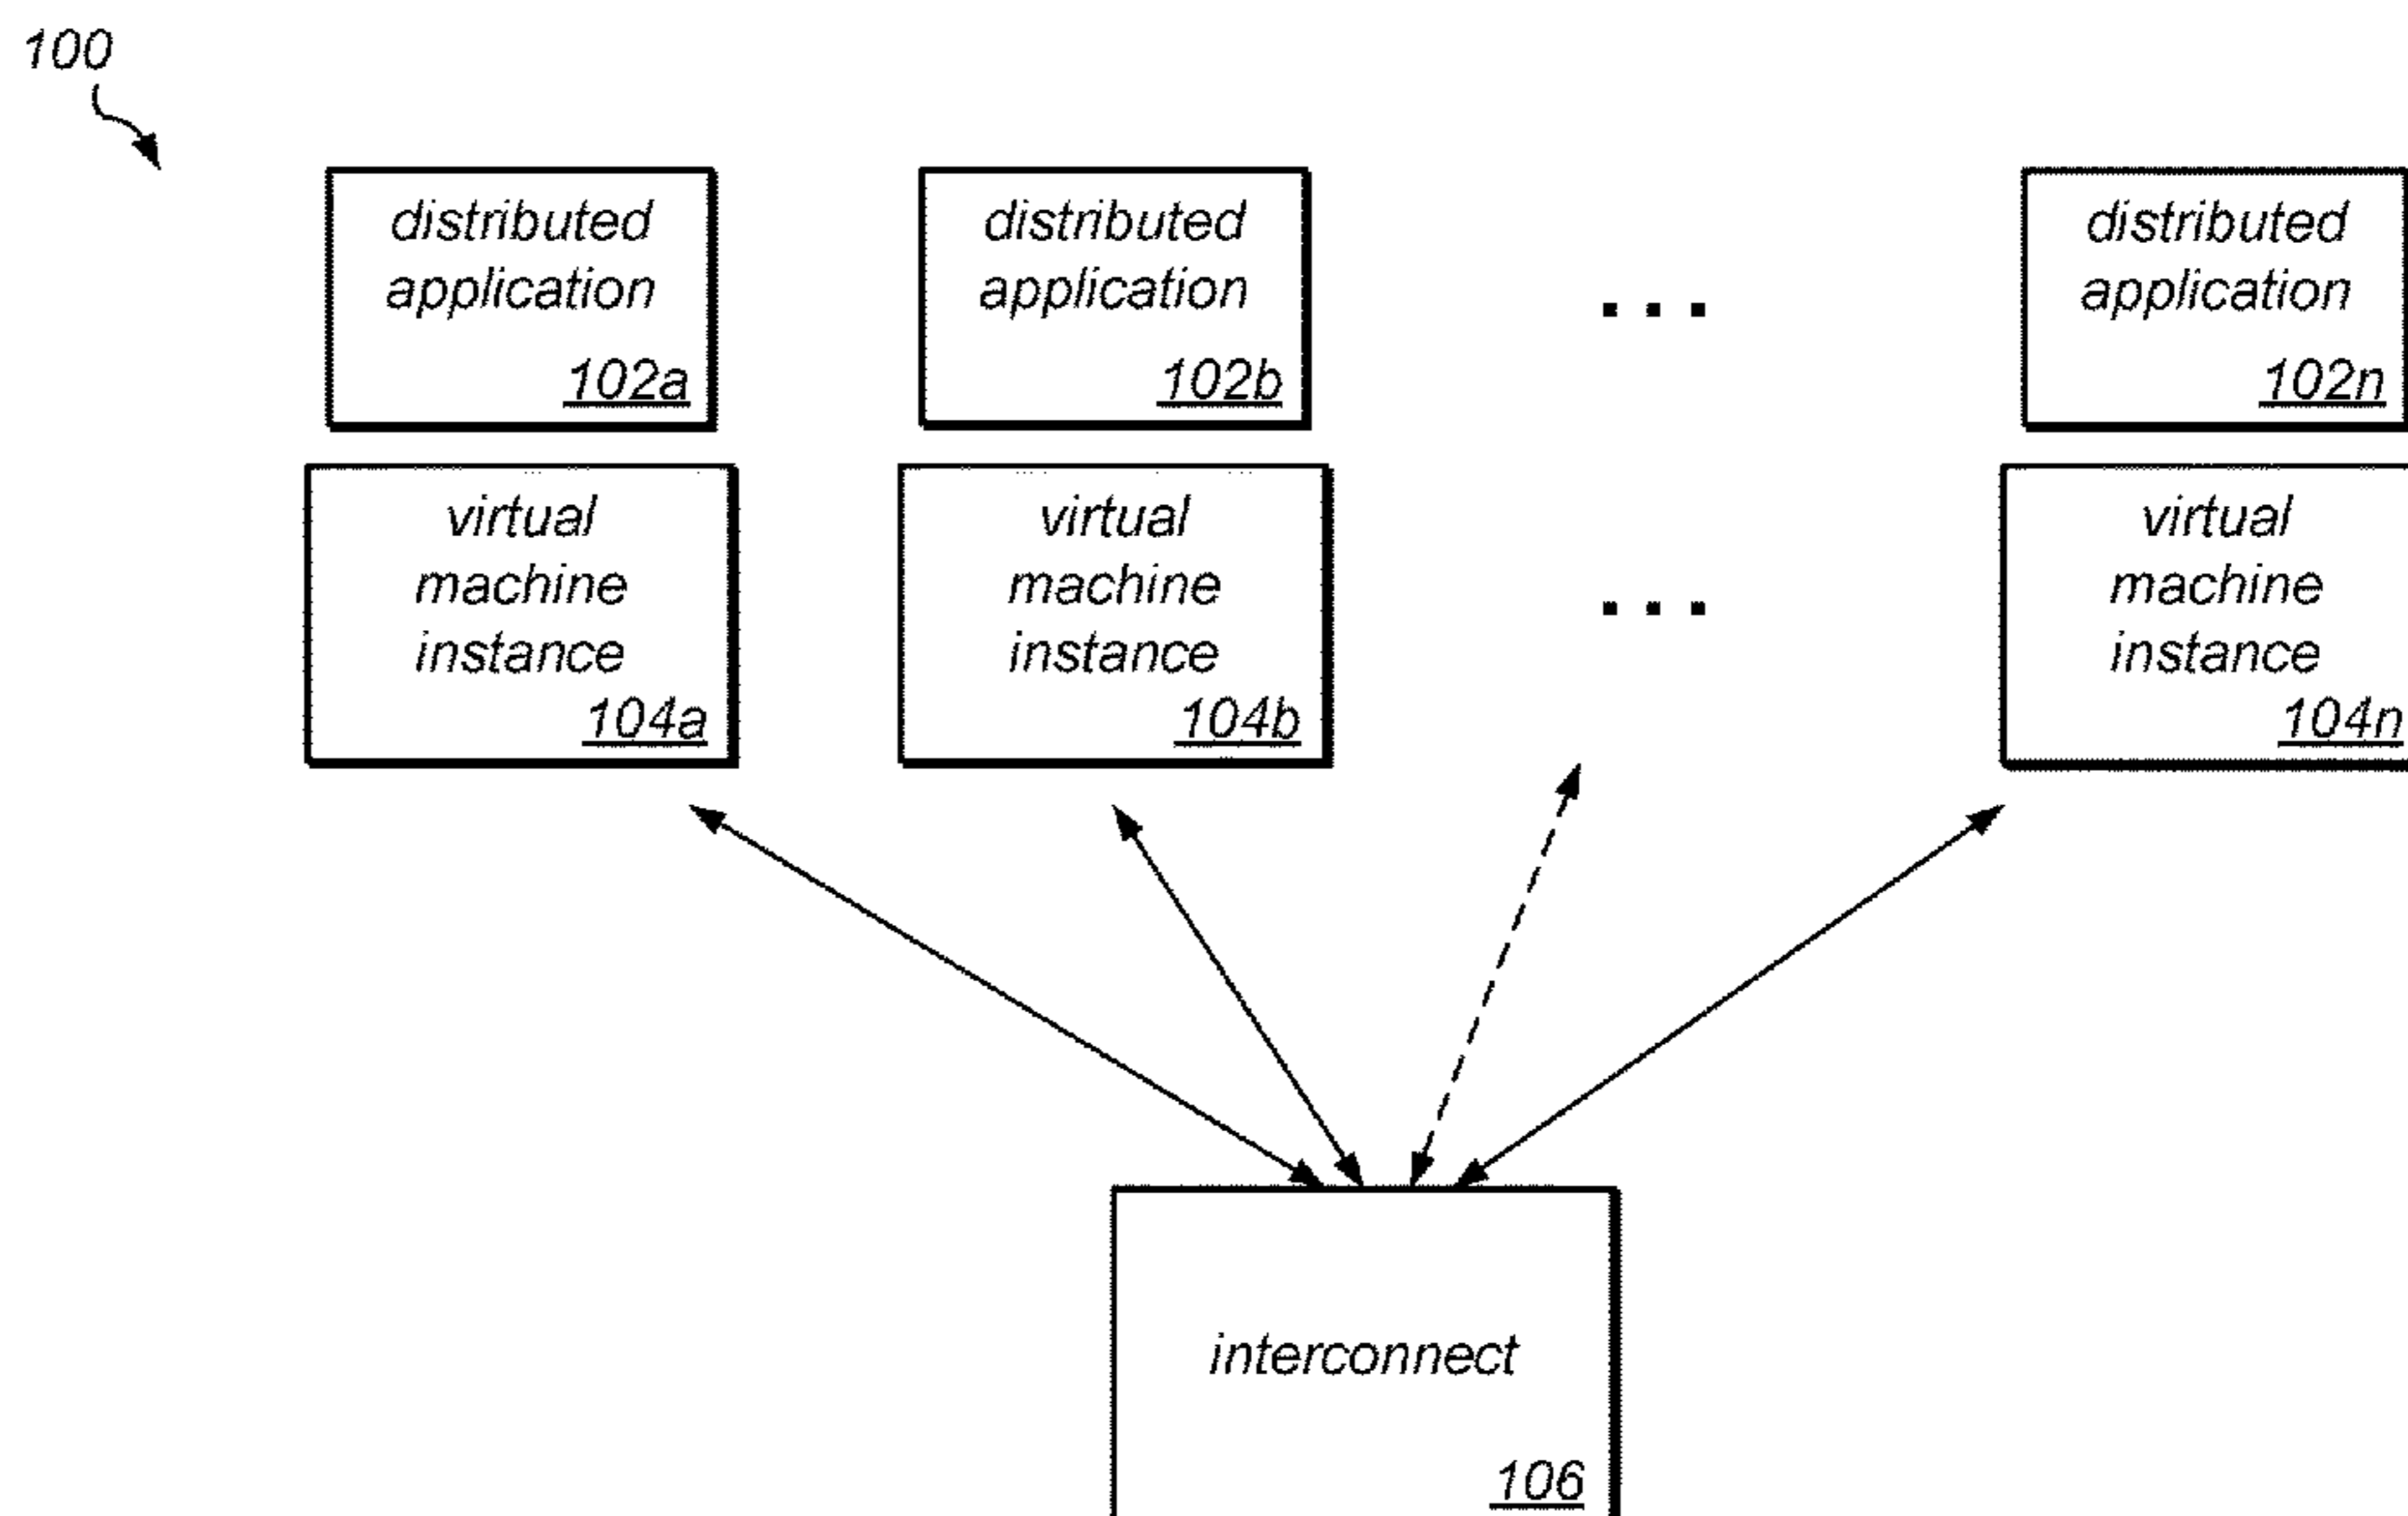 100
distributed
application
102a
distributed
application
102b
. . .
distributed
application
102n
virtual
machine
instance
104a
virtual
machine
instance
104b
. . .
virtual
machine
instance
104n
interconnect
106